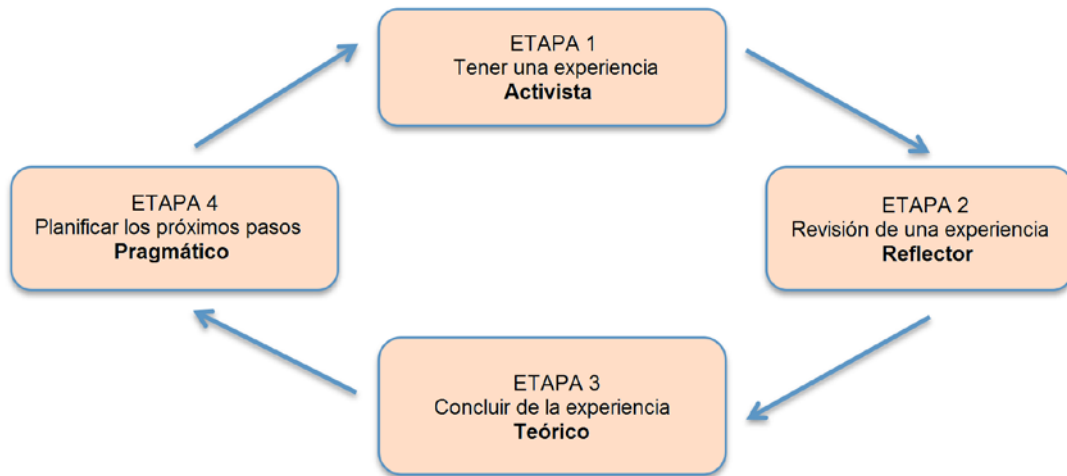 ETAPA 1
Tener una experiencia
Activista
ETAPA 2
Revisión de una experiencia
Reflector
ETAPA 3
Concluir de la experiencia
Teórico
ETAPA 4
Planificar los próximos pasos
Pragmático